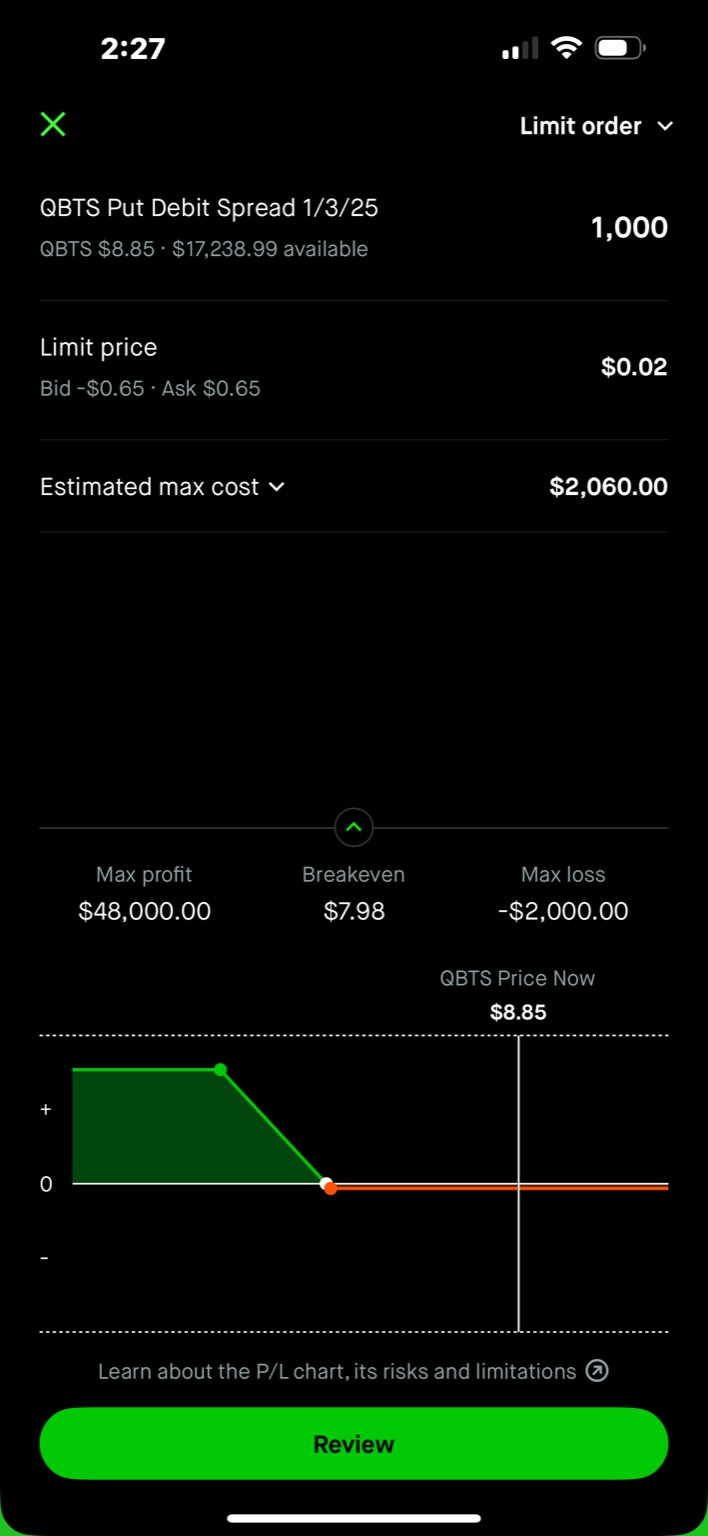 2:27
Limit order
QBTS Put Debit Spread 1/3/25
1,000
QBTS $8.85 · $17,238.99 available
Limit price
$0.02
Bid -$0.65 · Ask $0.65
Estimated max cost
$2,060.00
Max profit
Breakeven
Max loss
$48,000.00
$7.98
-$2,000.00
QBTS Price Now
$8.85
+
0
-
Learn about the P/L chart, its risks and limitations
Review